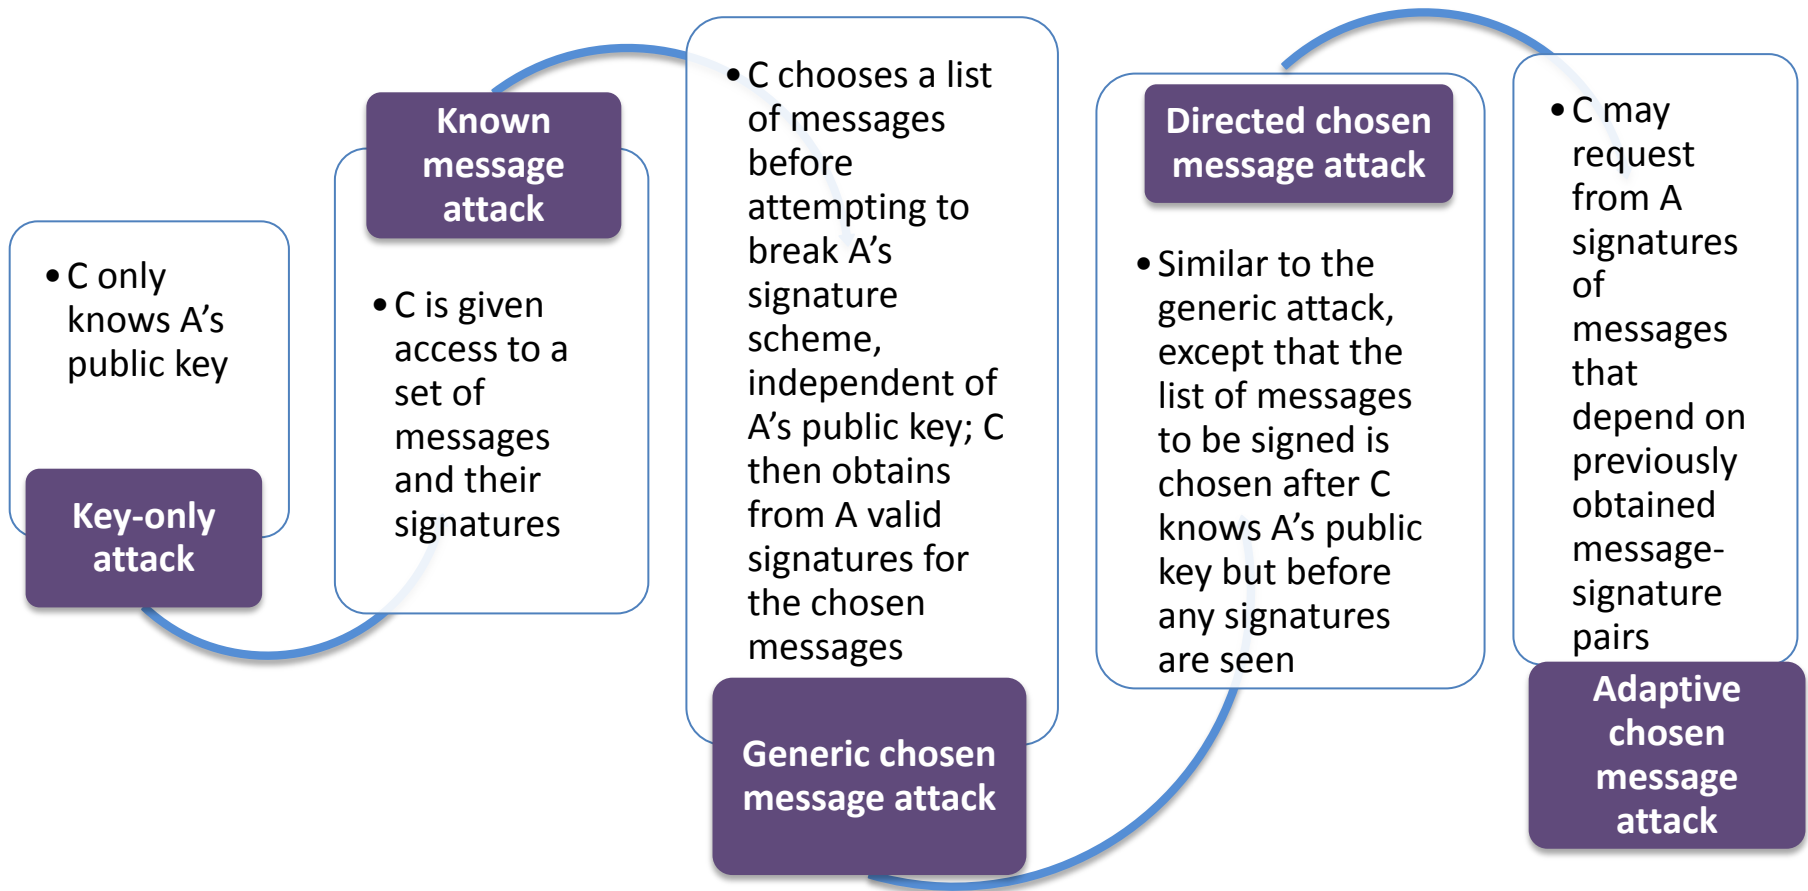 • C only
knows A’s
public key
Key-only
attack
Known
message
attack
• C is given
access to a
set of
messages
and their
signatures
• C chooses a list
of messages
before
attempting to
break A’s
signature
scheme,
independent of
A’s public key; C
then obtains
from A valid
signatures for
the chosen
messages
Generic chosen
message attack
Directed chosen
message attack
• Similar to the
generic attack,
except that the
list of messages
to be signed is
chosen after C
knows A’s public
key but before
any signatures
are seen
• C may
request
from A
signatures
of
messages
that
depend on
previously
obtained
message-
signature
pairs
Adaptive
chosen
message
attack